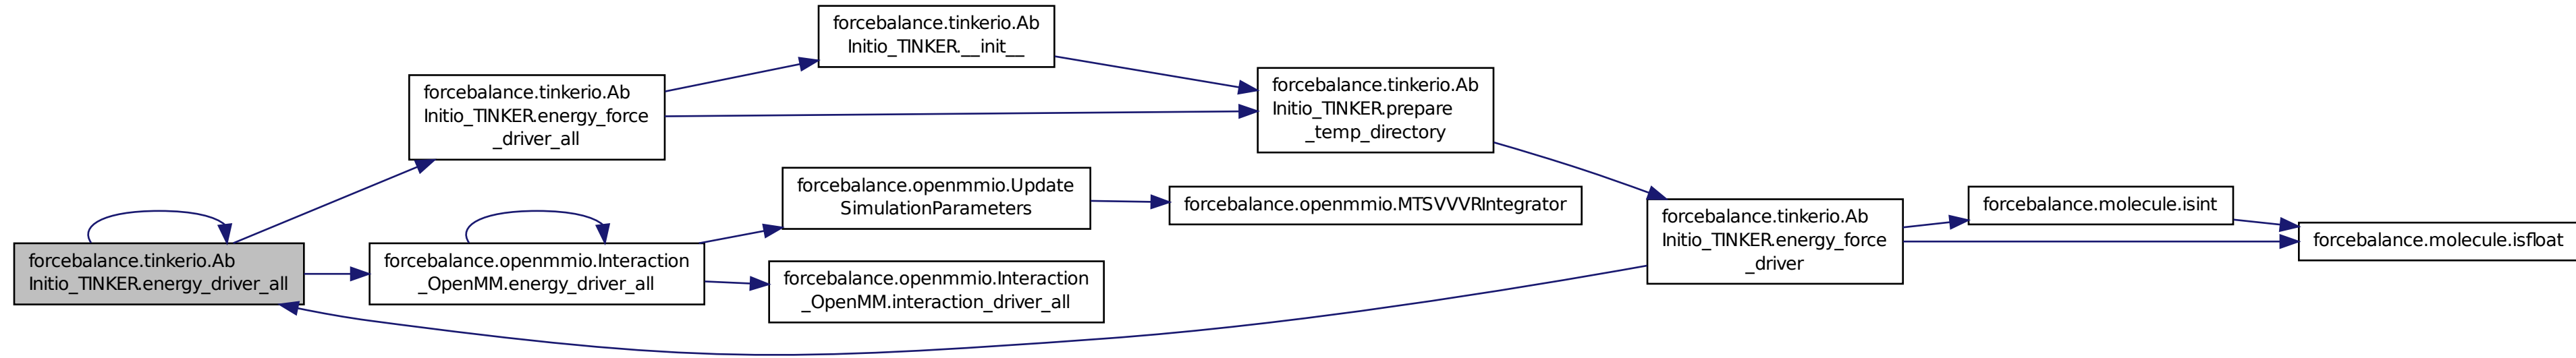 forcebalance.tinkerio.Ab
Initio_TINKER.energy_driver_all
forcebalance.tinkerio.Ab
Initio_TINKER.energy_force
_driver_all
forcebalance.tinkerio.Ab
Initio_TINKER.__init__
forcebalance.tinkerio.Ab
Initio_TINKER.prepare
_temp_directory
forcebalance.openmmio.Interaction
_OpenMM.energy_driver_all
forcebalance.openmmio.Update
SimulationParameters
forcebalance.openmmio.MTSVVVRIntegrator
forcebalance.openmmio.Interaction
_OpenMM.interaction_driver_all
forcebalance.tinkerio.Ab
Initio_TINKER.energy_force
_driver
forcebalance.molecule.isint
forcebalance.molecule.isfloat